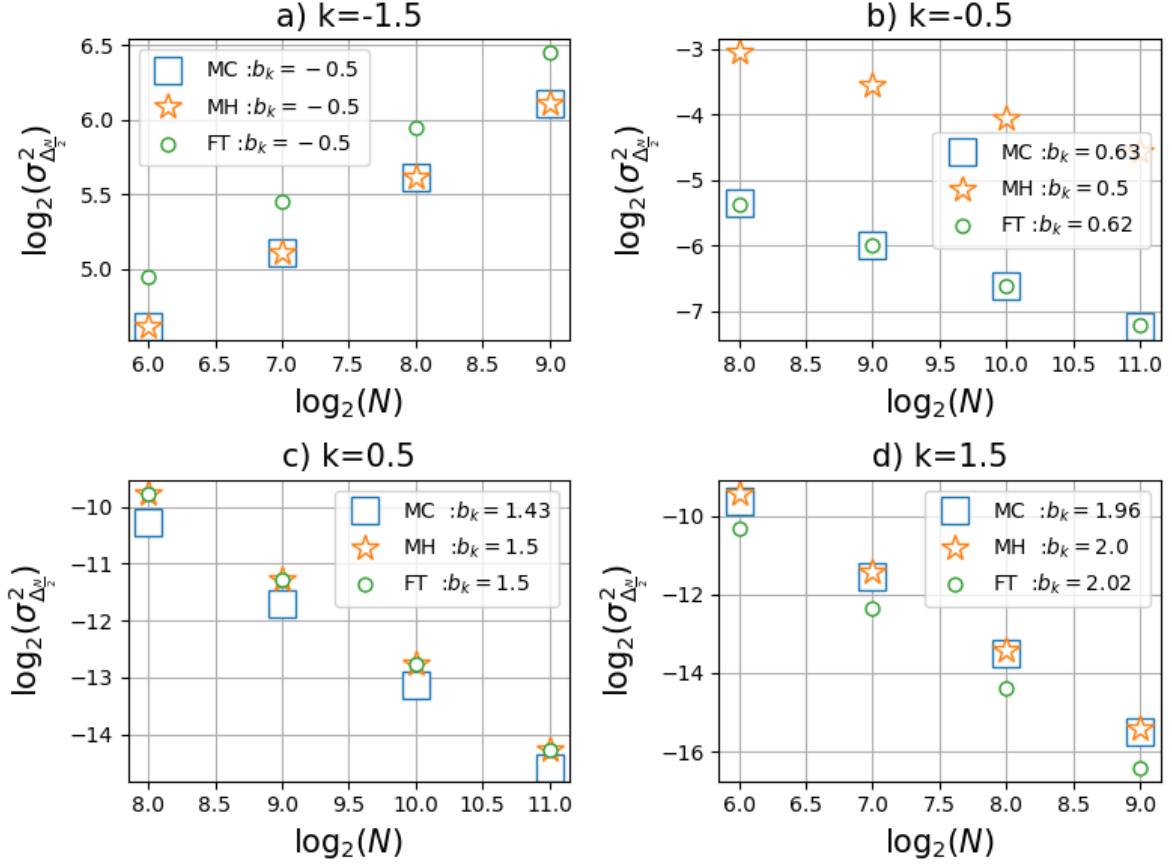 a) k=-1.5
log₂(σ²_{Δ_{N/2}})
6.5
6.0
5.5
5.0
MC :b_k = − 0.5
MH :b_k = − 0.5
FT :b_k = − 0.5
6.0 6.5 7.0 7.5 8.0 8.5 9.0
log₂(N)
b) k=-0.5
log₂(σ²_{Δ_{N/2}})
−3
−4
−5
−6
−7
MC :b_k = 0.63
MH :b_k = 0.5
FT :b_k = 0.62
8.0 8.5 9.0 9.5 10.0 10.5 11.0
log₂(N)
c) k=0.5
log₂(σ²_{Δ_{N/2}})
−10
−11
−12
−13
−14
MC :b_k = 1.43
MH :b_k = 1.5
FT :b_k = 1.5
8.0 8.5 9.0 9.5 10.0 10.5 11.0
log₂(N)
d) k=1.5
log₂(σ²_{Δ_{N/2}})
−10
−12
−14
−16
MC :b_k = 1.96
MH :b_k = 2.0
FT :b_k = 2.02
6.0 6.5 7.0 7.5 8.0 8.5 9.0
log₂(N)